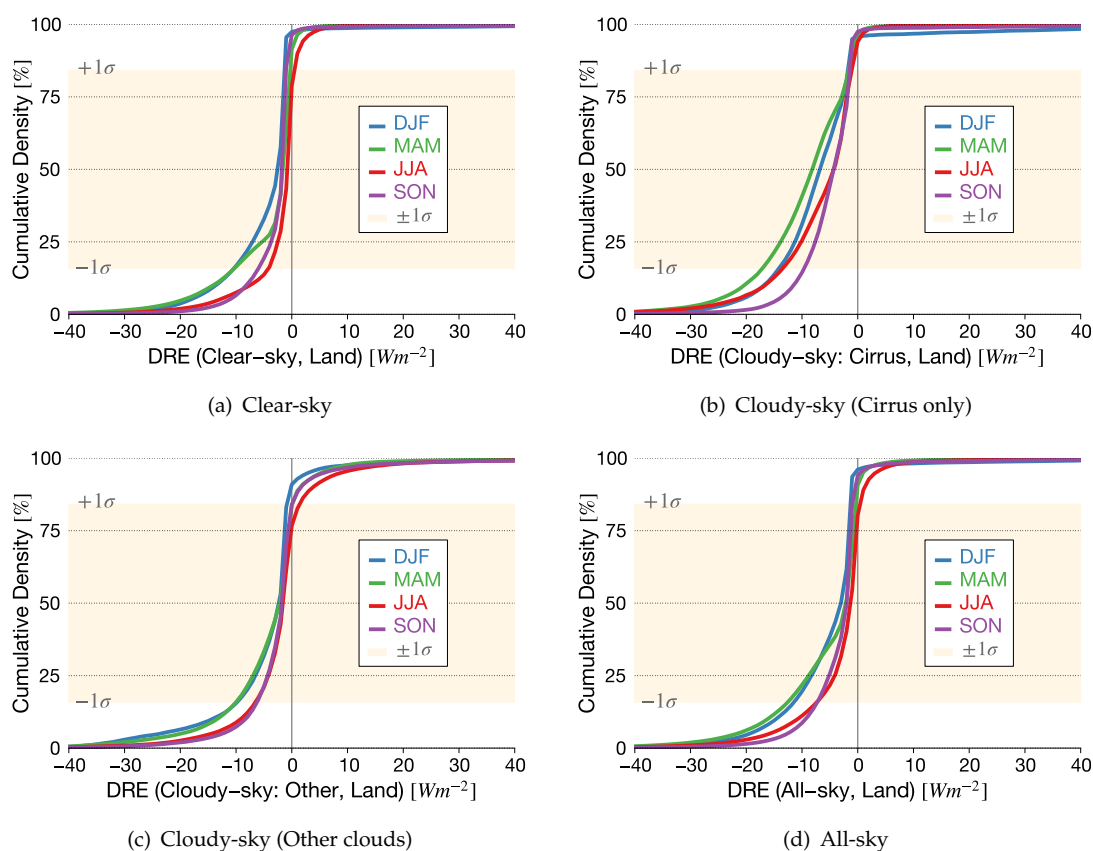 100
75
50
25
0
Cumulative Density [%]
+1σ
−1σ
DJF
MAM
JJA
SON
±1σ
−40 −30 −20 −10 0 10 20 30 40
DRE (Clear−sky, Land) [Wm⁻²]
(a) Clear-sky
100
75
50
25
0
Cumulative Density [%]
+1σ
−1σ
DJF
MAM
JJA
SON
±1σ
−40 −30 −20 −10 0 10 20 30 40
DRE (Cloudy−sky: Cirrus, Land) [Wm⁻²]
(b) Cloudy-sky (Cirrus only)
100
75
50
25
0
Cumulative Density [%]
+1σ
−1σ
DJF
MAM
JJA
SON
±1σ
−40 −30 −20 −10 0 10 20 30 40
DRE (Cloudy−sky: Other, Land) [Wm⁻²]
(c) Cloudy-sky (Other clouds)
100
75
50
25
0
Cumulative Density [%]
+1σ
−1σ
DJF
MAM
JJA
SON
±1σ
−40 −30 −20 −10 0 10 20 30 40
DRE (All−sky, Land) [Wm⁻²]
(d) All-sky